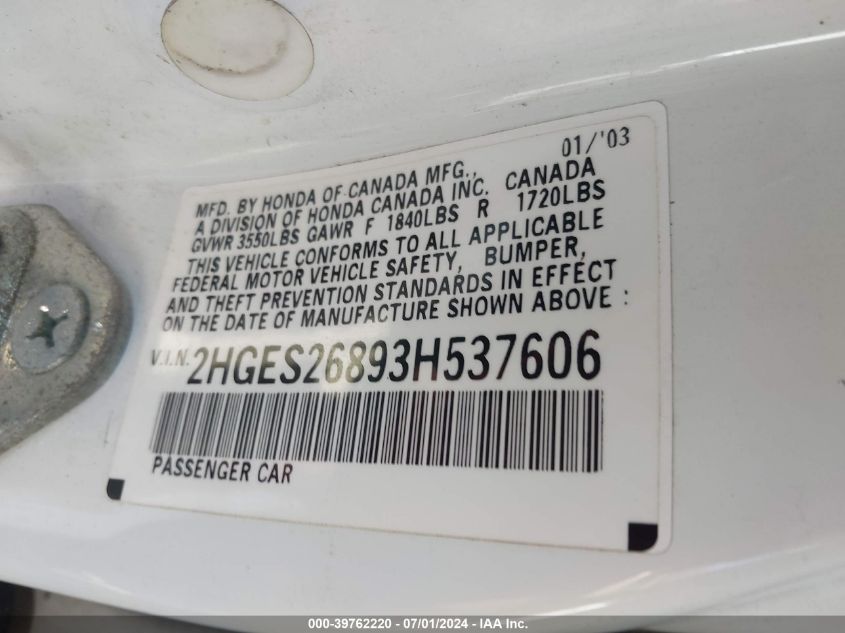 01/'03
MFD. BY HONDA OF CANADA MFG.,
A DIVISION OF HONDA CANADA INC. CANADA
GVWR 3550LBS GAWR F 1840LBS R 1720LBS
THIS VEHICLE CONFORMS TO ALL APPLICABLE
FEDERAL MOTOR VEHICLE SAFETY, BUMPER,
AND THEFT PREVENTION STANDARDS IN EFFECT
ON THE DATE OF MANUFACTURE SHOWN ABOVE :
V.I.N. 2HGES26893H537606
PASSENGER CAR
000-39762220 - 07/01/2024 - IAA Inc.